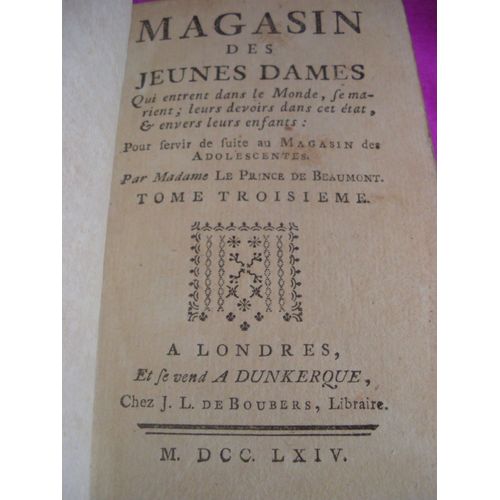 MAGASIN
DES
JEUNES DAMES
Qui entrent dans le Monde, se ma-
rient; leurs devoirs dans cet état,
& envers leurs enfants:
Pour servir de suite au MAGASIN des
ADOLESCENTES.
Par Madame LE PRINCE DE BEAUMONT.
TOME TROISIEME.
A LONDRES,
Et se vend A DUNKERQUE,
Chez J. L. DE BOUBERS, Libraire.
M. DCC. LXIV.